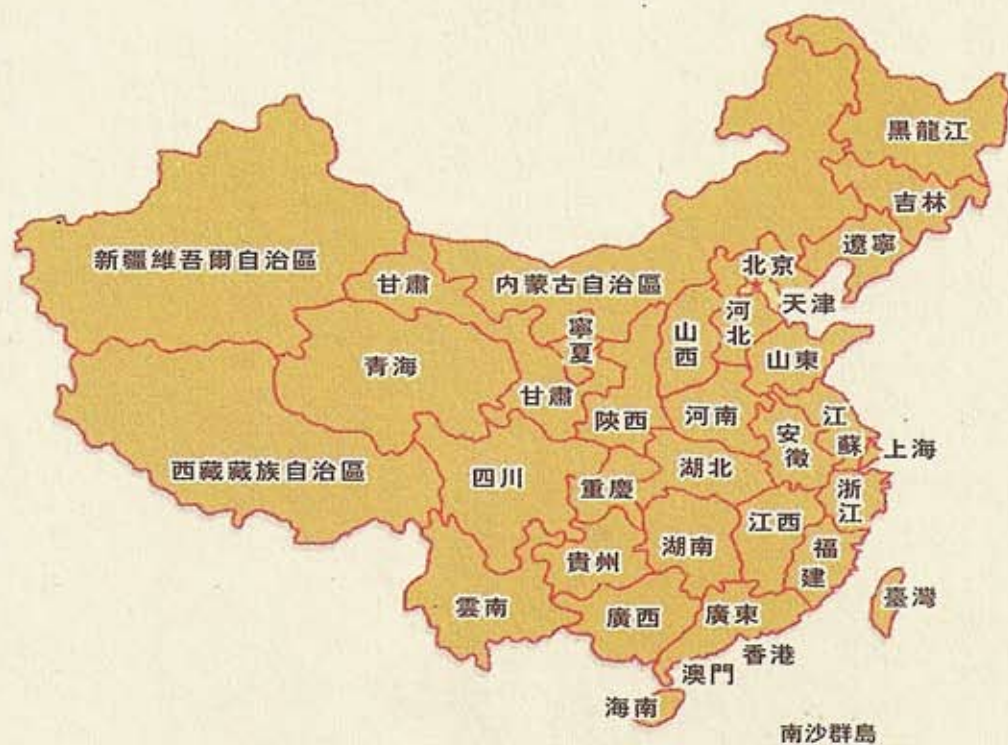 黑龍江
吉林
遼寧
新疆維吾爾自治區
甘肅
內蒙古自治區
北京
天津
河北
寧夏
山西
山東
青海
甘肅
陝西
河南
江蘇
安徽
上海
西藏藏族自治區
四川
重慶
湖北
浙江
江西
湖南
福建
貴州
雲南
廣西
廣東
臺灣
香港
澳門
海南
南沙群島